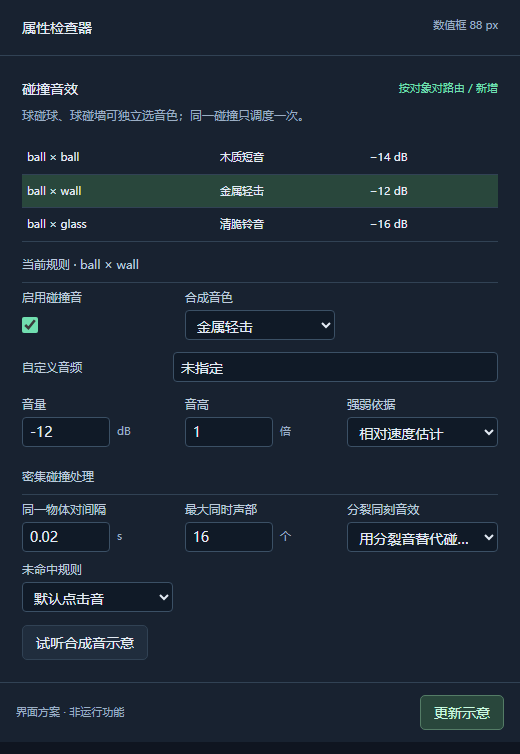 属性检查器 数值框 88 px
碰撞音效 按对象对路由 / 新增
球碰球、球碰墙可独立选音色；同一碰撞只调度一次。
ball × ball 木质短音 −14 dB
ball × wall 金属轻击 −12 dB
ball × glass 清脆铃音 −16 dB
当前规则 · ball × wall
启用碰撞音 合成音色
金属轻击
自定义音频 未指定
音量 音高 强弱依据
-12 dB 1 倍 相对速度估计
密集碰撞处理
同一物体对间隔 最大同时声部 分裂同刻音效
0.02 s 16 个 用分裂音替代碰...
未命中规则
默认点击音
试听合成音示意
界面方案 · 非运行功能 更新示意